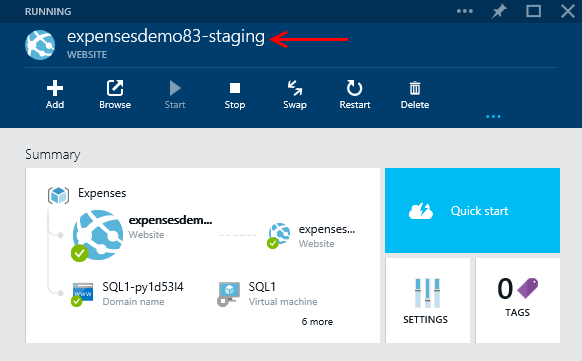 RUNNING
expensesdemo83-staging
WEBSITE
Add Browse Start Stop Swap Restart Delete
Summary
Expenses
expensesdem...
Website
expenses...
Website
SQL1-py1d53l4
Domain name
SQL1
Virtual machine
6 more
Quick start
SETTINGS
0
TAGS